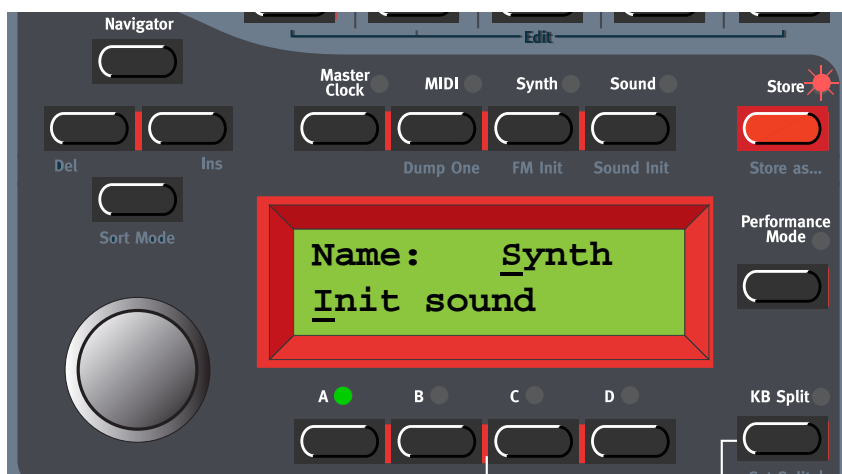 Edit
Navigator
Master
Clock
MIDI
Synth
Sound
Store
Del
Ins
Dump One
FM Init
Sound Init
Store as...
Sort Mode
Performance
Mode
Name: Synth
Init sound
A
B
C
D
KB Split